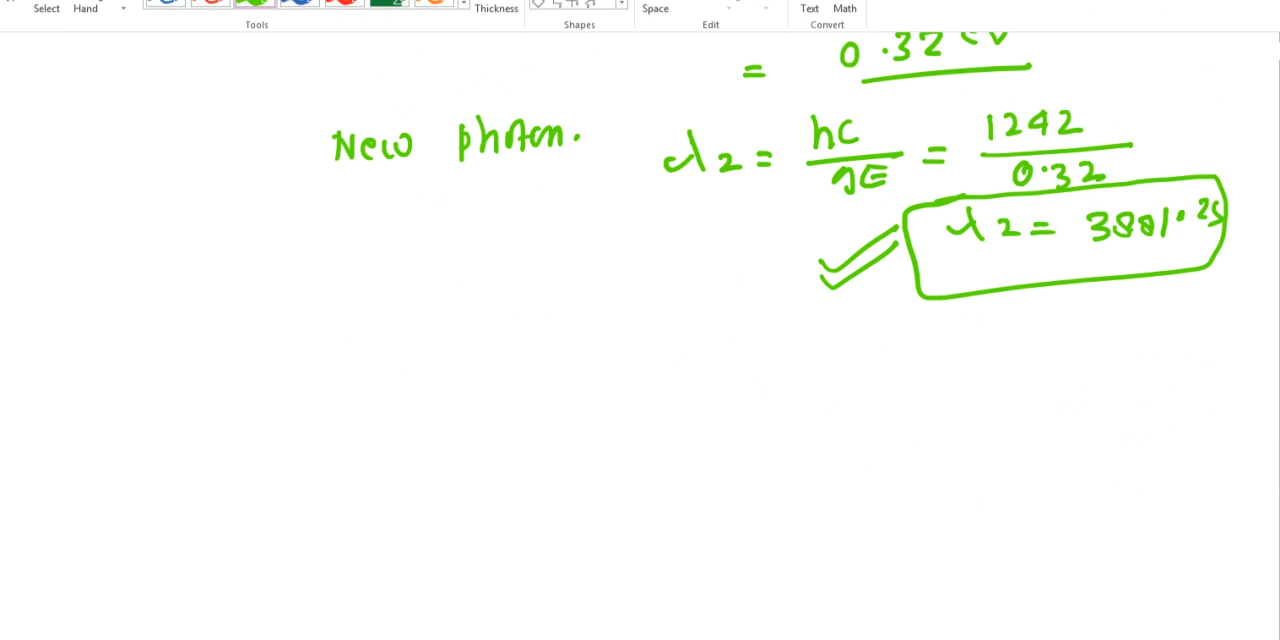 Select Hand Thickness Space Text Math
Tools Shapes Edit Convert
= 0.32 eV
New photon. λ2 = hc / qE = 1242 / 0.32
λ2 = 3881.25